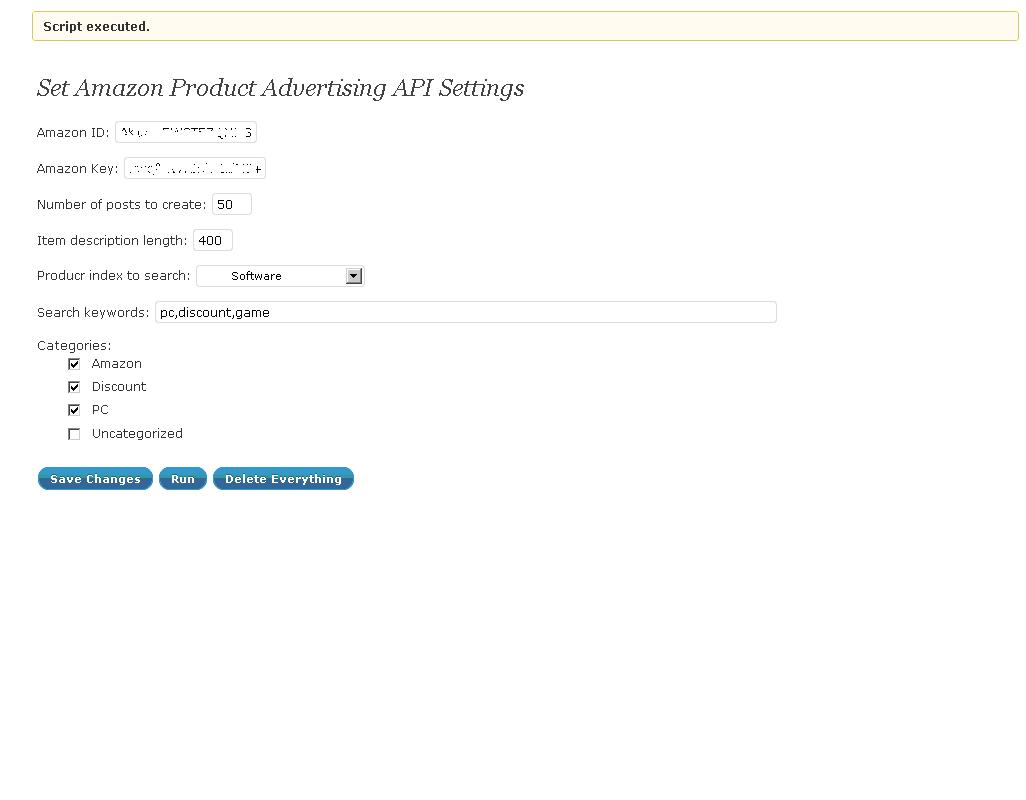 Script executed.
Set Amazon Product Advertising API Settings
Amazon ID:
Amazon Key:
Number of posts to create: 50
Item description length: 400
Producr index to search: Software
Search keywords: pc,discount,game
Categories:
Amazon
Discount
PC
Uncategorized
Save Changes Run Delete Everything